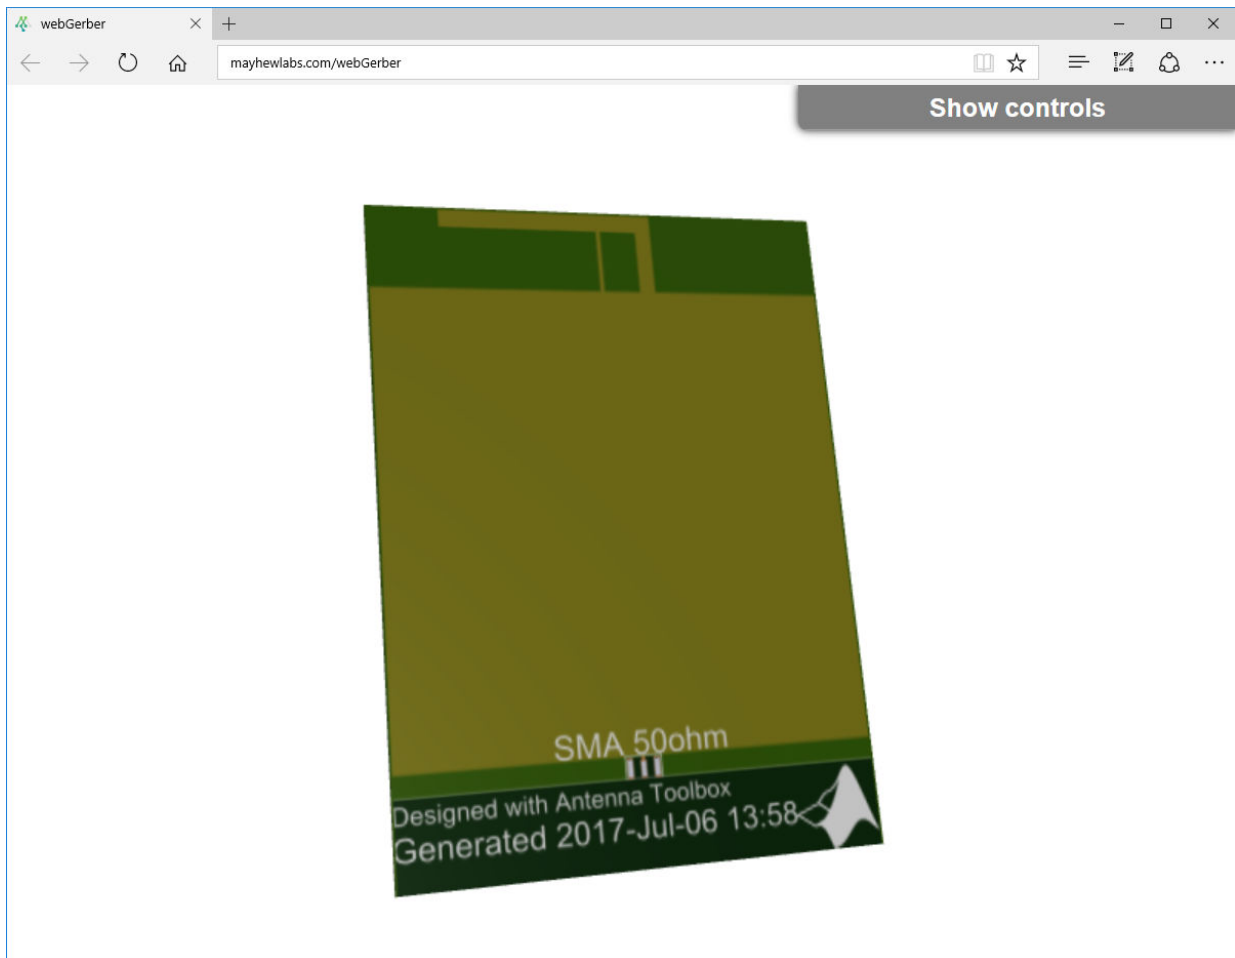 webGerber
mayhewlabs.com/webGerber
Show controls
SMA 50ohm
Designed with Antenna Toolbox
Generated 2017-Jul-06 13:58